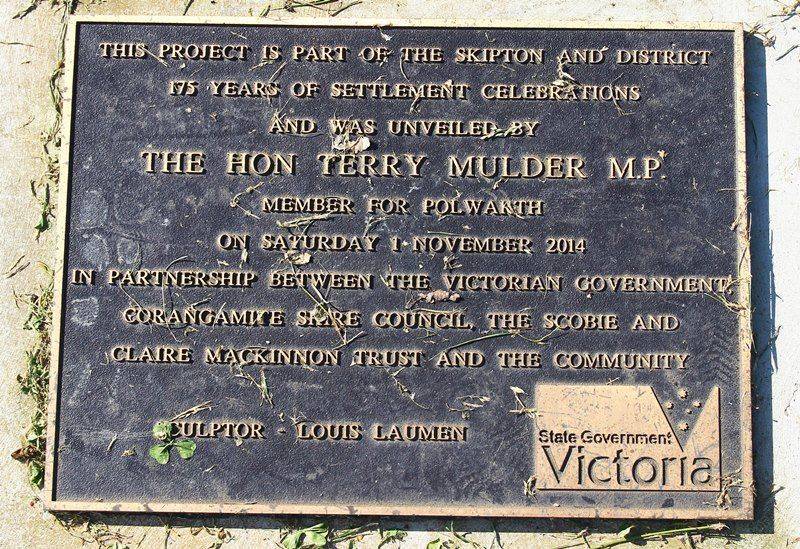 THIS PROJECT IS PART OF THE SKIPTON AND DISTRICT
175 YEARS OF SETTLEMENT CELEBRATIONS
AND WAS UNVEILED BY
THE HON TERRY MULDER M.P.
MEMBER FOR POLWARTH
ON SATURDAY 1 NOVEMBER 2014
IN PARTNERSHIP BETWEEN THE VICTORIAN GOVERNMENT,
CORANGAMITE SHIRE COUNCIL, THE SCOBIE AND
CLAIRE MACKINNON TRUST AND THE COMMUNITY
SCULPTOR - LOUIS LAUMEN
State Government
Victoria